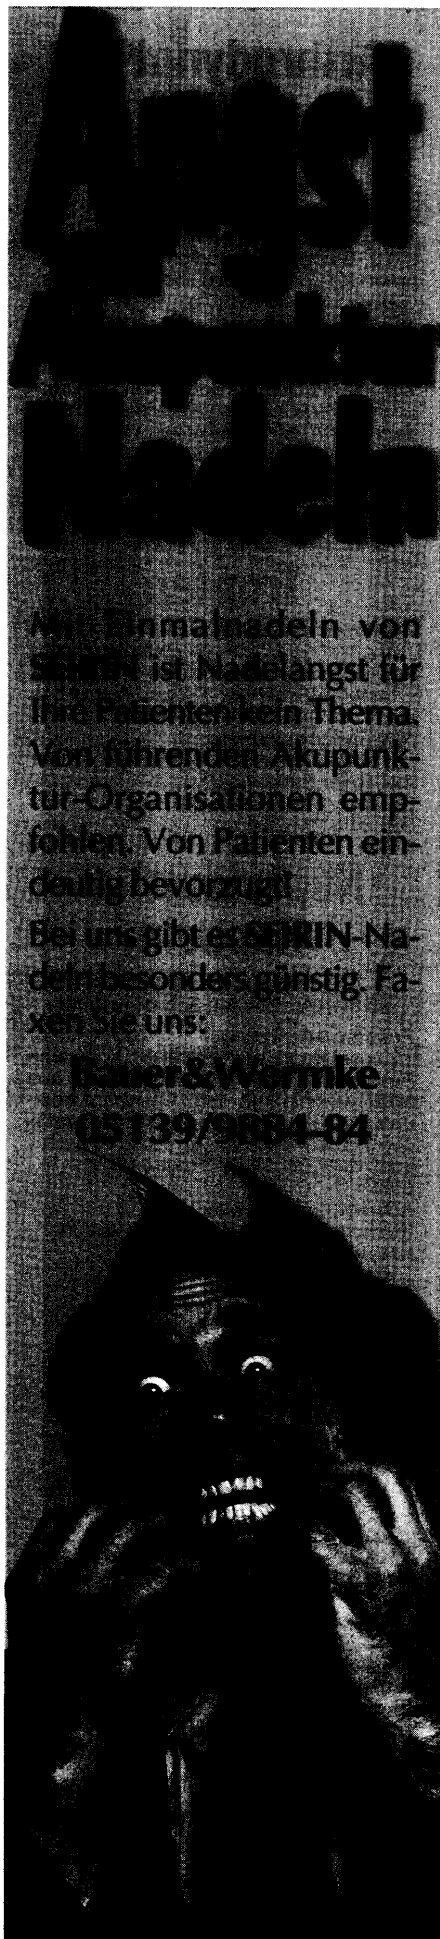 Angst
Nadeln
Mit Einmalnadeln von
SEIRIN ist Nadelangst für
Ihre Patienten kein Thema.
Von führenden Akupunk-
tur-Organisationen emp-
fohlen. Von Patienten ein-
deutig bevorzugt!
Bei uns gibt es SEIRIN-Na-
deln besonders günstig. Fa-
xen Sie uns:
Bauer&Wermke
05139/9884-84